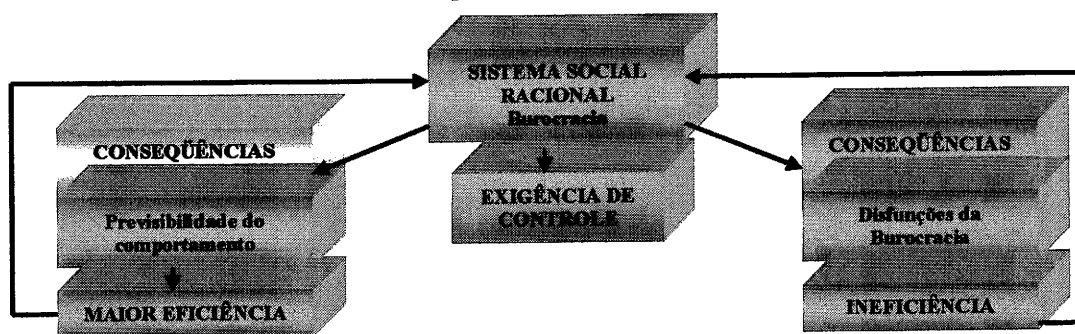 SISTEMA SOCIAL
RACIONAL
Burocracia
EXIGÊNCIA DE
CONTROLE
CONSEQÜÊNCIAS
Previsibilidade do
comportamento
MAIOR EFICIÊNCIA
CONSEQÜÊNCIAS
Disfunções da
Burocracia
INEFICIÊNCIA